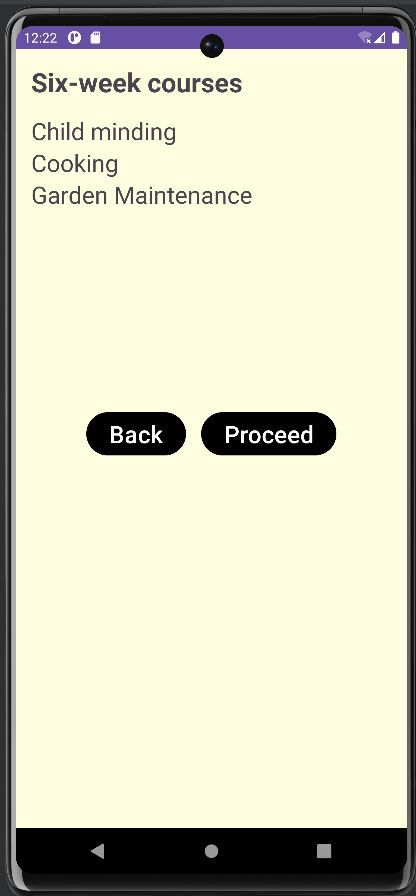 12:22
Six-week courses
Child minding
Cooking
Garden Maintenance
Back
Proceed